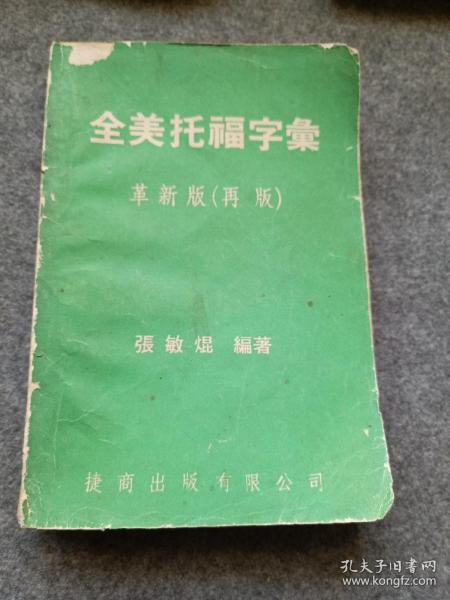 全美托福字彙
革新版(再版)
張敏焜 編著
捷商出版有限公司
孔夫子旧书网
www.kongfz.com